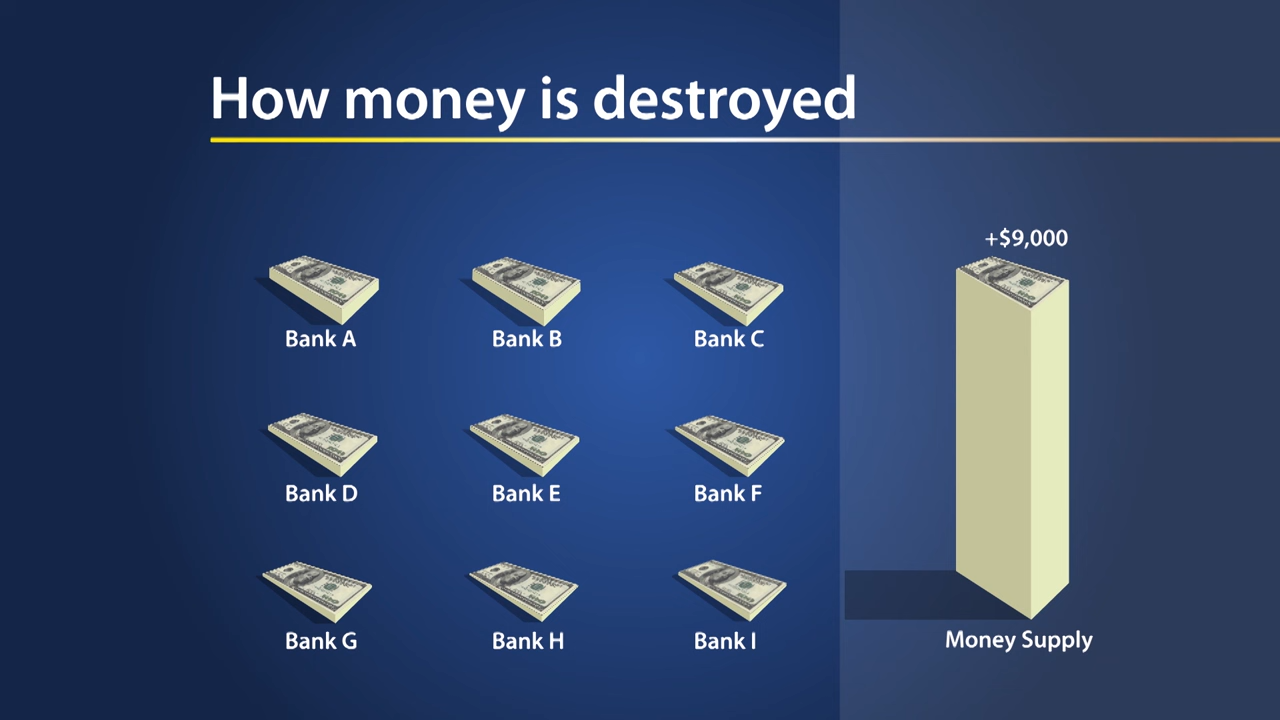 How money is destroyed
+$9,000
Bank A
Bank B
Bank C
Bank D
Bank E
Bank F
Bank G
Bank H
Bank I
Money Supply